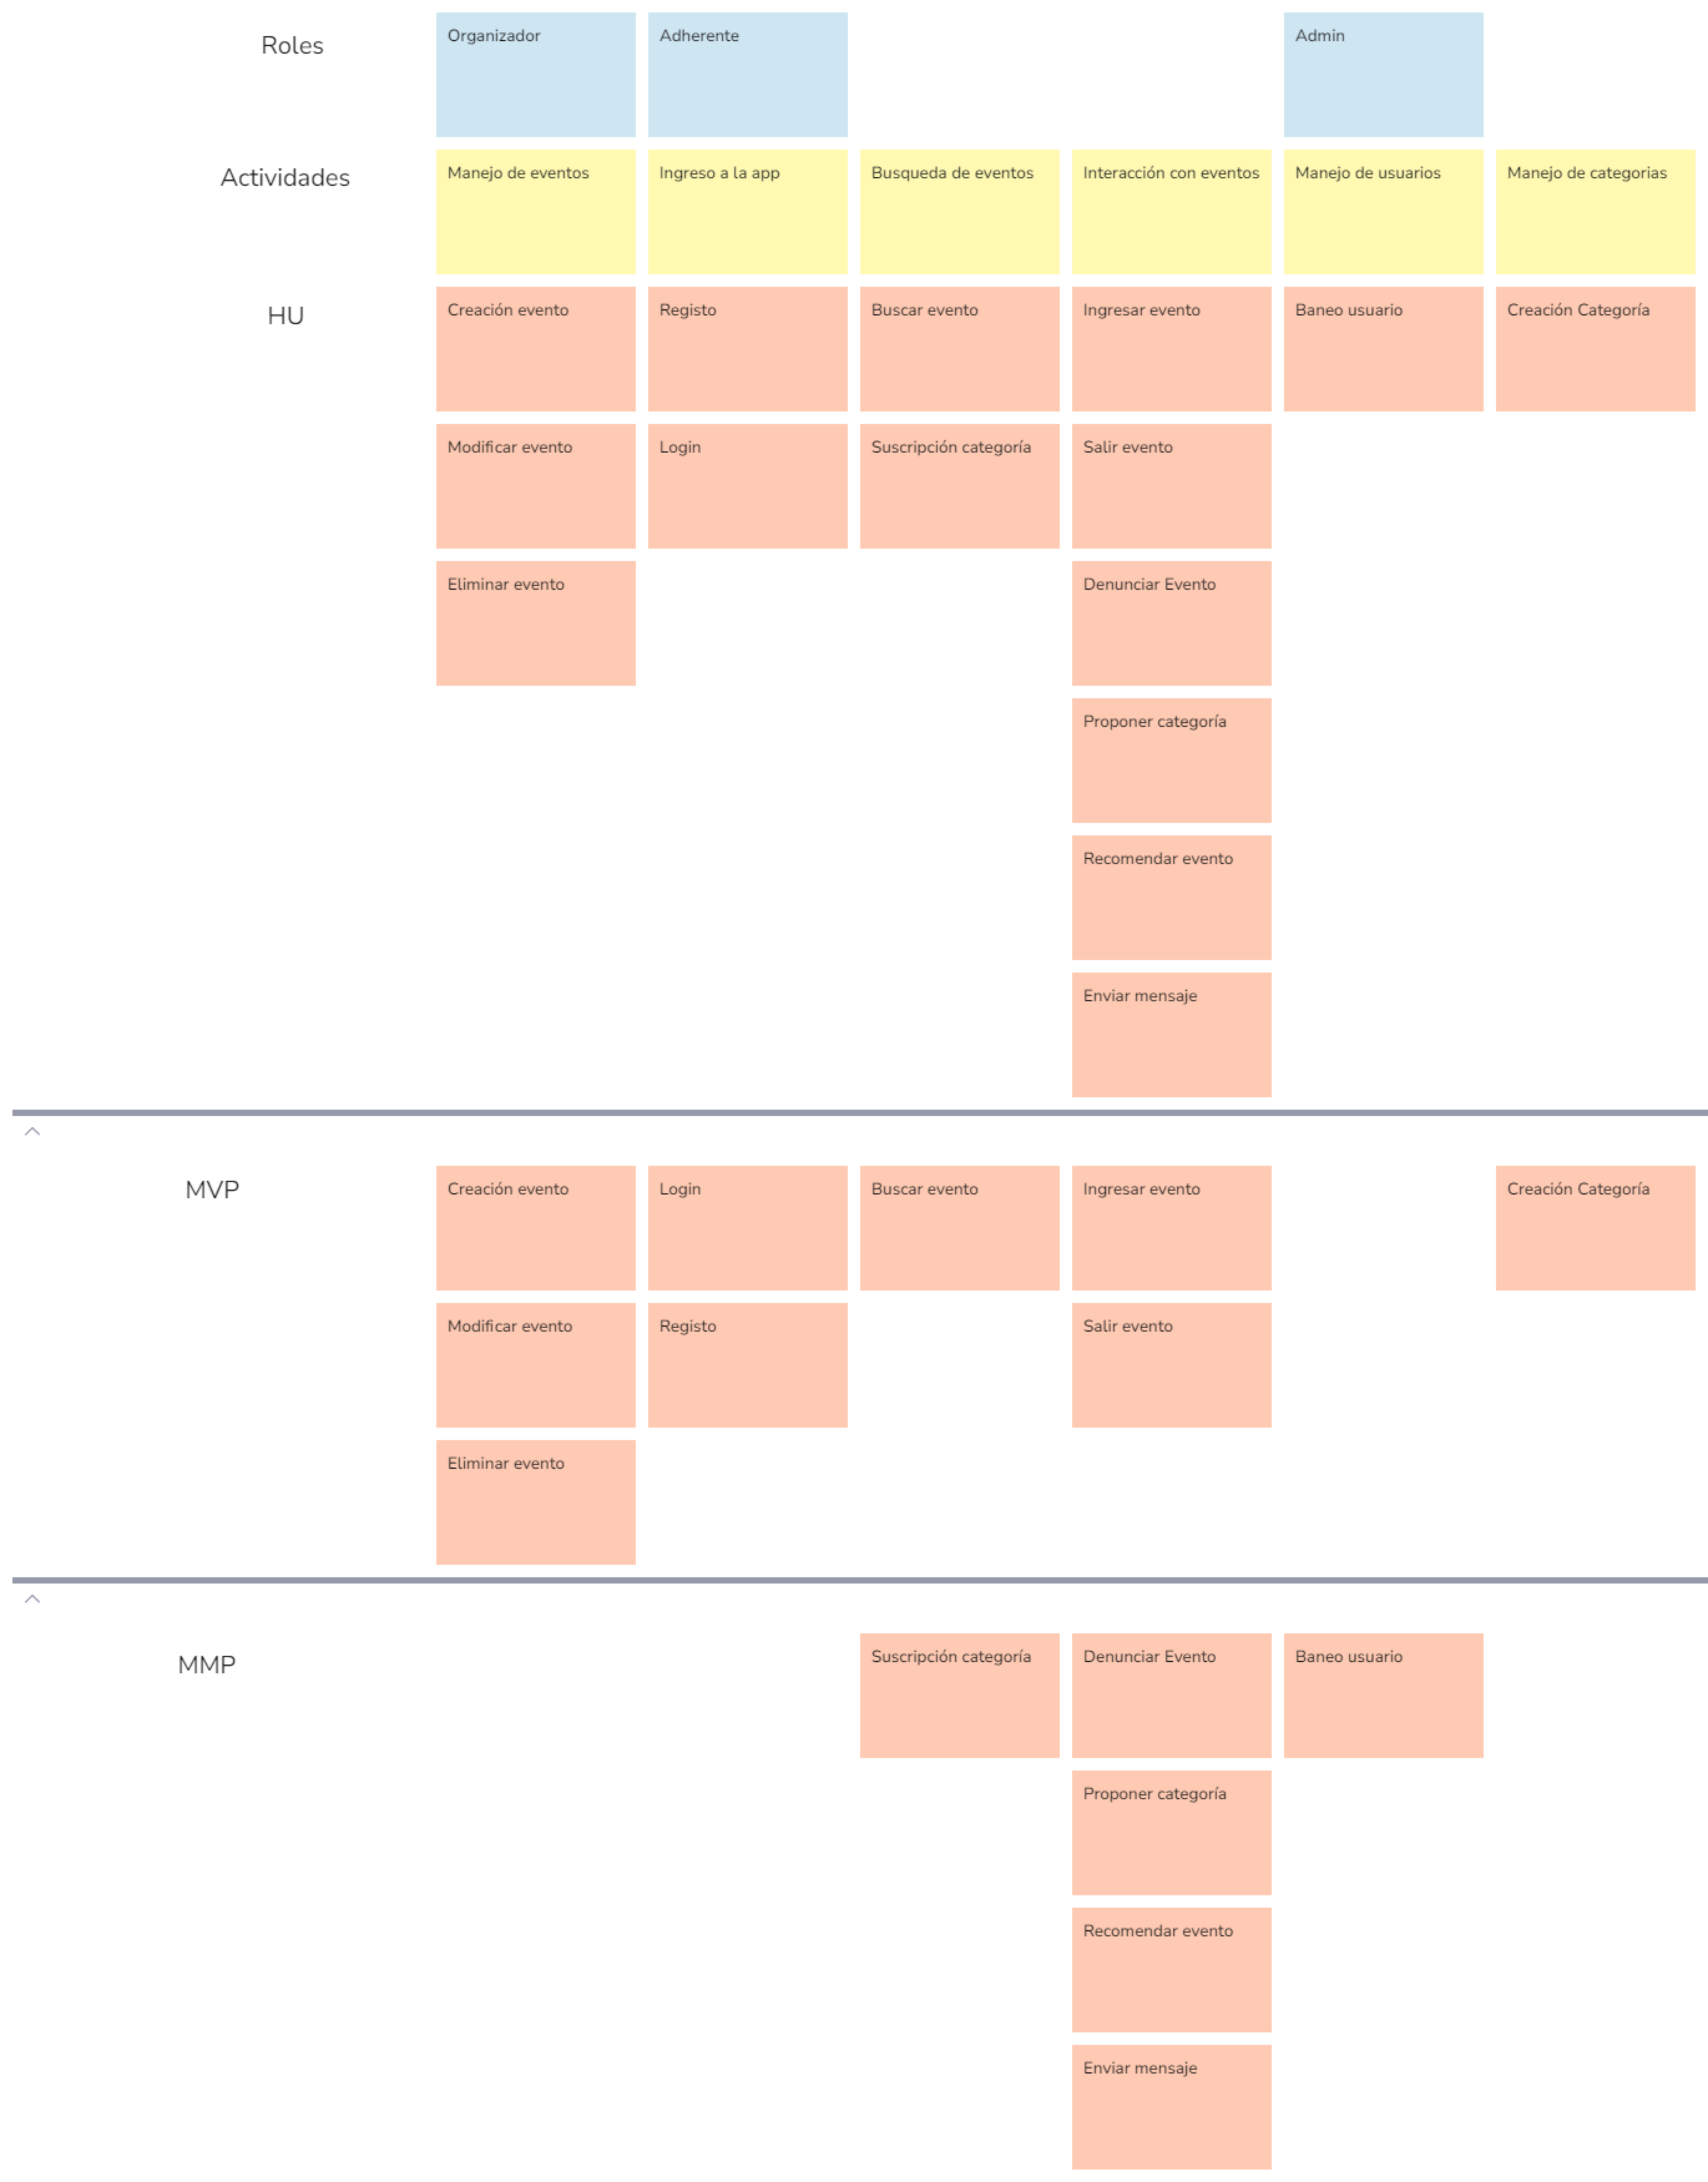 Roles
Organizador
Adherente
Admin
Actividades
Manejo de eventos
Ingreso a la app
Busqueda de eventos
Interacción con eventos
Manejo de usuarios
Manejo de categorias
HU
Creación evento
Registo
Buscar evento
Ingresar evento
Baneo usuario
Creación Categoría
Modificar evento
Login
Suscripción categoría
Salir evento
Eliminar evento
Denunciar Evento
Proponer categoría
Recomendar evento
Enviar mensaje
MVP
Creación evento
Login
Buscar evento
Ingresar evento
Creación Categoría
Modificar evento
Registo
Salir evento
Eliminar evento
MMP
Suscripción categoría
Denunciar Evento
Baneo usuario
Proponer categoría
Recomendar evento
Enviar mensaje